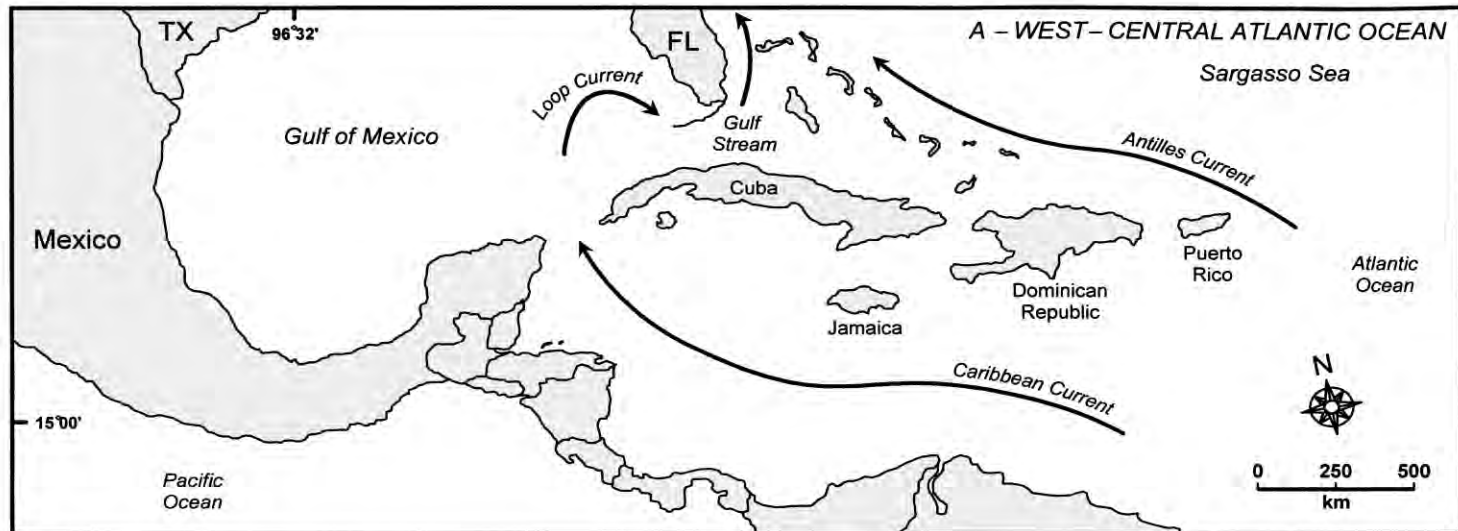 TX
96°32'
FL
A – WEST – CENTRAL ATLANTIC OCEAN
Sargasso Sea
Loop Current
Gulf of Mexico
Gulf
Stream
Antilles Current
Cuba
Mexico
Puerto
Rico
Atlantic
Ocean
Dominican
Republic
Jamaica
Caribbean Current
N
15°00'
Pacific
Ocean
0 250 500
km